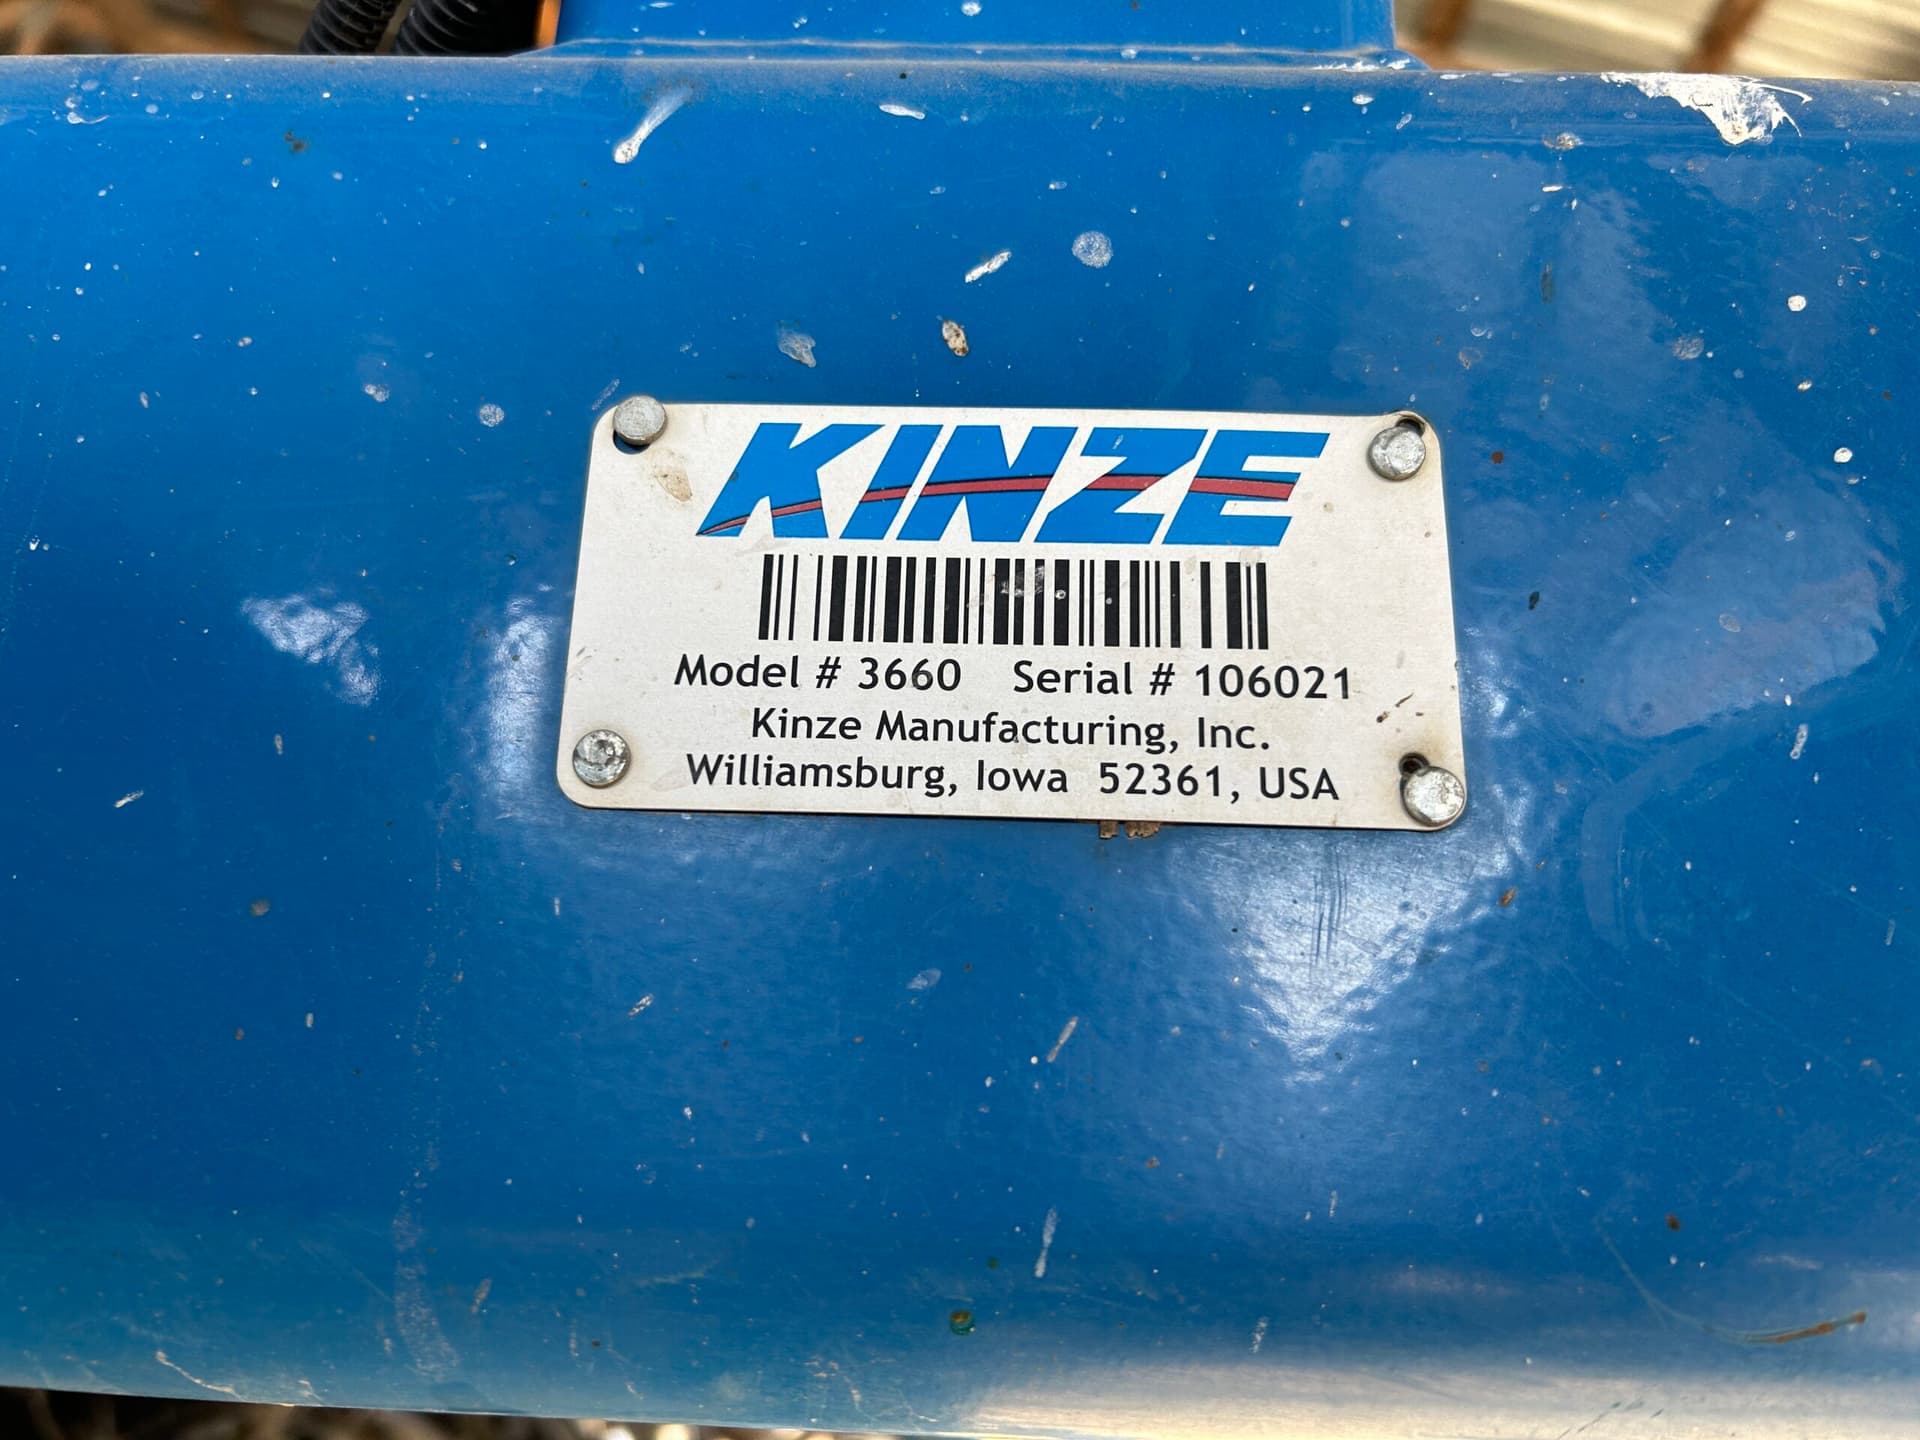 KINZE
Model # 3660 Serial # 106021
Kinze Manufacturing, Inc.
Williamsburg, Iowa 52361, USA